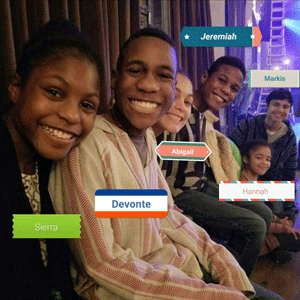 Jeremiah
Markis
Abigail
Hannah
Devonte
Sierra